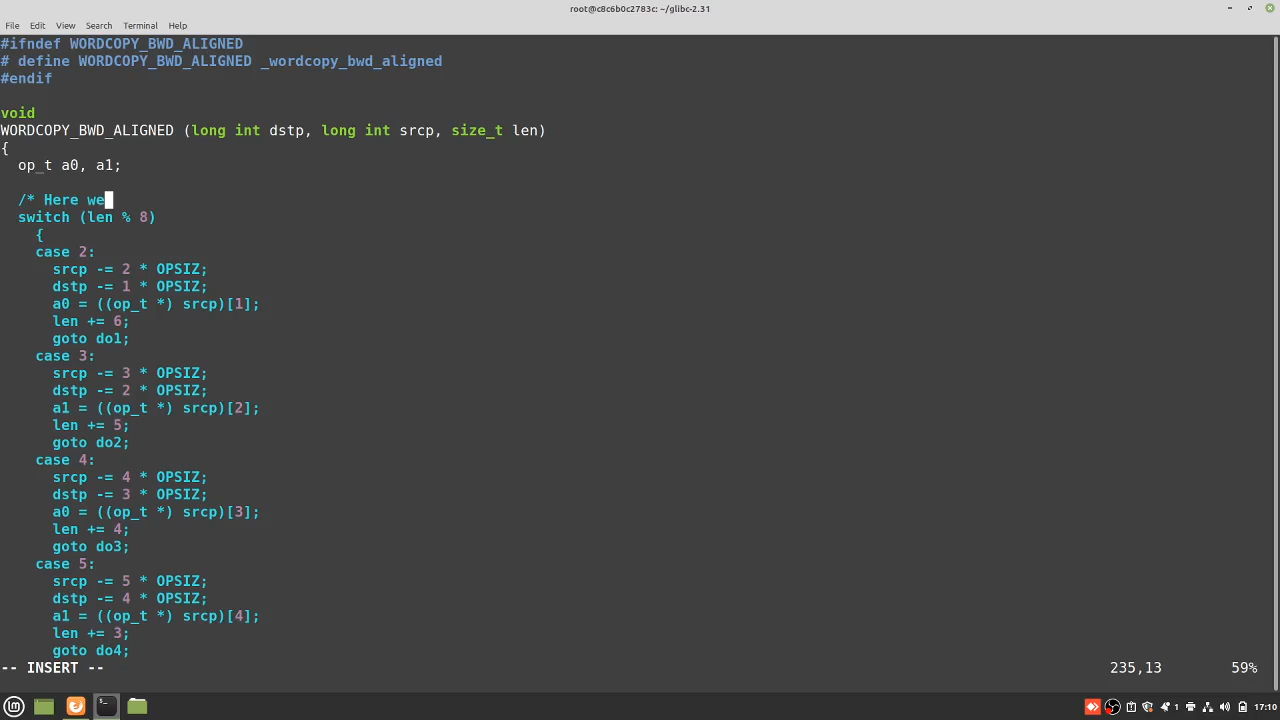 root@c8c6b0c2783c: ~/glibc-2.31
File Edit View Search Terminal Help
#ifndef WORDCOPY_BWD_ALIGNED
# define WORDCOPY_BWD_ALIGNED _wordcopy_bwd_aligned
#endif
void
WORDCOPY_BWD_ALIGNED (long int dstp, long int srcp, size_t len)
{
op_t a0, a1;
/* Here we
switch (len % 8)
{
case 2:
srcp -= 2 * OPSIZ;
dstp -= 1 * OPSIZ;
a0 = ((op_t *) srcp)[1];
len += 6;
goto do1;
case 3:
srcp -= 3 * OPSIZ;
dstp -= 2 * OPSIZ;
a1 = ((op_t *) srcp)[2];
len += 5;
goto do2;
case 4:
srcp -= 4 * OPSIZ;
dstp -= 3 * OPSIZ;
a0 = ((op_t *) srcp)[3];
len += 4;
goto do3;
case 5:
srcp -= 5 * OPSIZ;
dstp -= 4 * OPSIZ;
a1 = ((op_t *) srcp)[4];
len += 3;
goto do4;
-- INSERT -- 235,13 59%
1 17:10